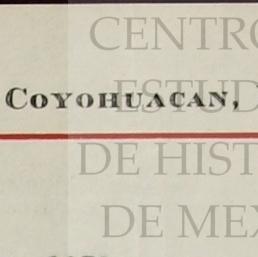 CENTRO
COYOHUACAN,
ESTUD
DE HIST
DE MEX